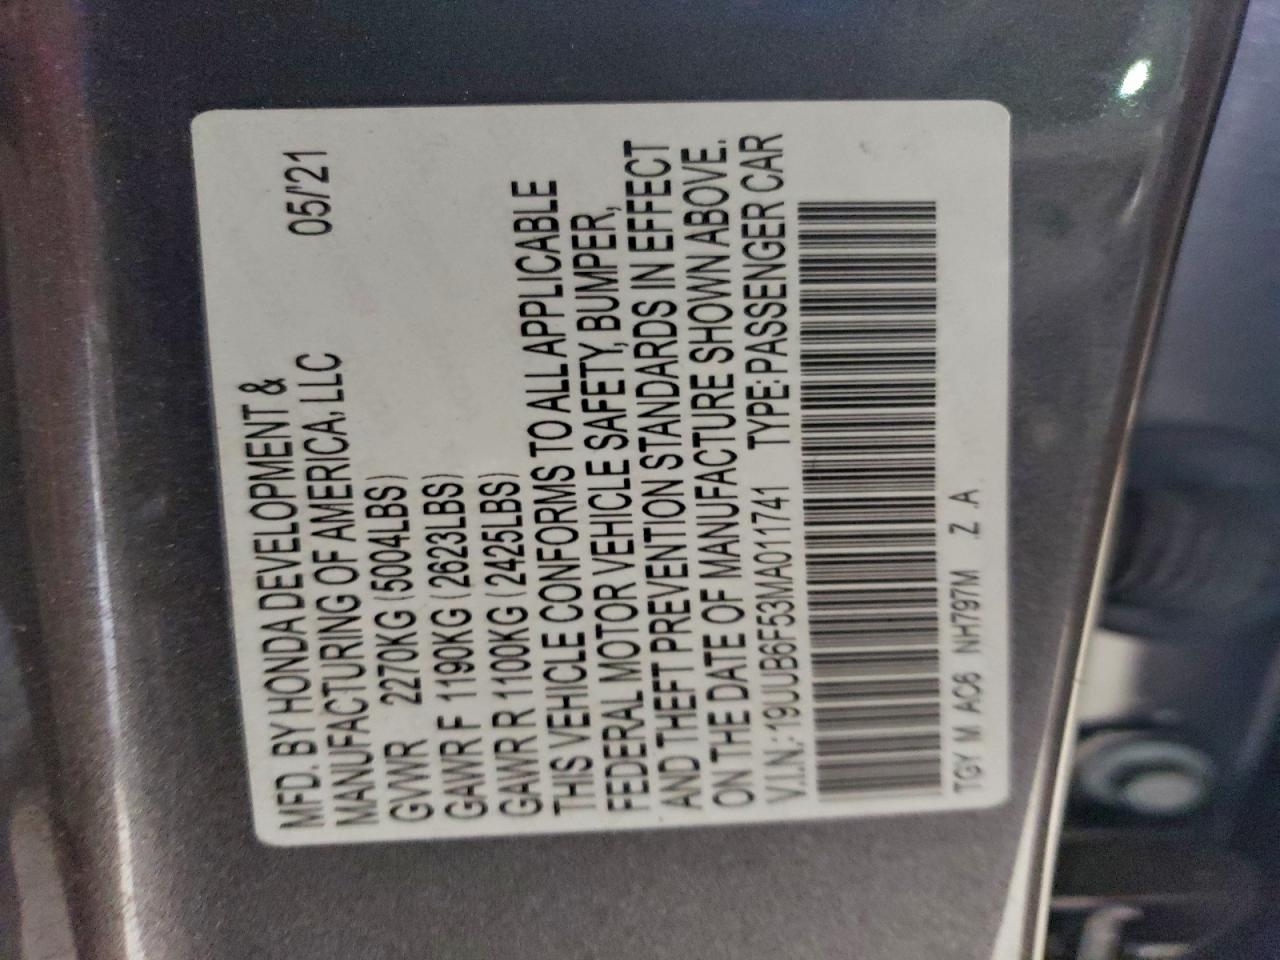 MFD. BY HONDA DEVELOPMENT &
MANUFACTURING OF AMERICA, LLC 05/'21
GVWR 2270KG (5004LBS)
GAWR F 1190KG (2623LBS)
GAWR R 1100KG (2425LBS)
THIS VEHICLE CONFORMS TO ALL APPLICABLE
FEDERAL MOTOR VEHICLE SAFETY, BUMPER,
AND THEFT PREVENTION STANDARDS IN EFFECT
ON THE DATE OF MANUFACTURE SHOWN ABOVE.
V.I.N.: 19UUB6F53MA011741 TYPE: PASSENGER CAR
TGY M AC6 NH797M Z .A